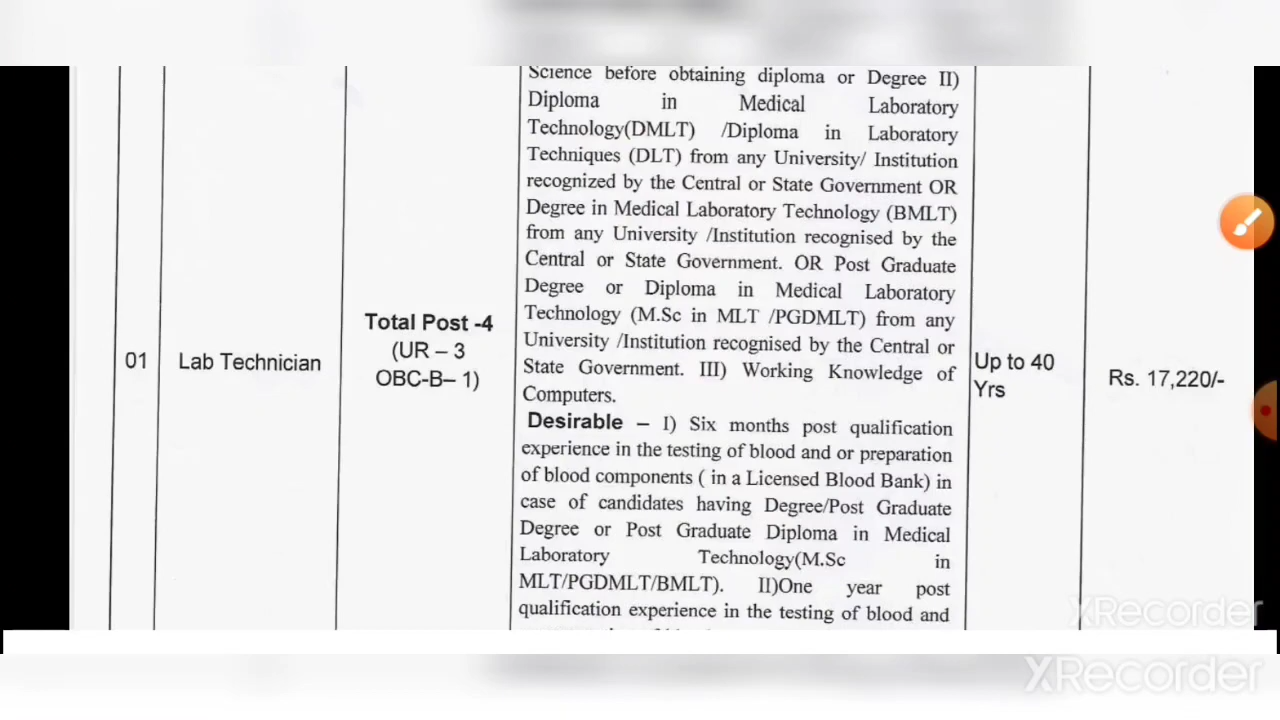 Science before obtaining diploma or Degree II)
Diploma in Medical Laboratory
Technology(DMLT) /Diploma in Laboratory
Techniques (DLT) from any University/ Institution
recognized by the Central or State Government OR
Degree in Medical Laboratory Technology (BMLT)
from any University /Institution recognised by the
Central or State Government. OR Post Graduate
Degree or Diploma in Medical Laboratory
Technology (M.Sc in MLT /PGDMLT) from any
University /Institution recognised by the Central or
State Government. III) Working Knowledge of
Computers.
Desirable – I) Six months post qualification
experience in the testing of blood and or preparation
of blood components ( in a Licensed Blood Bank) in
case of candidates having Degree/Post Graduate
Degree or Post Graduate Diploma in Medical
Laboratory Technology(M.Sc in
MLT/PGDMLT/BMLT). II)One year post
qualification experience in the testing of blood and
01
Lab Technician
Total Post -4
(UR – 3
OBC-B– 1)
Up to 40
Yrs
Rs. 17,220/-
XRecorder
XRecorder